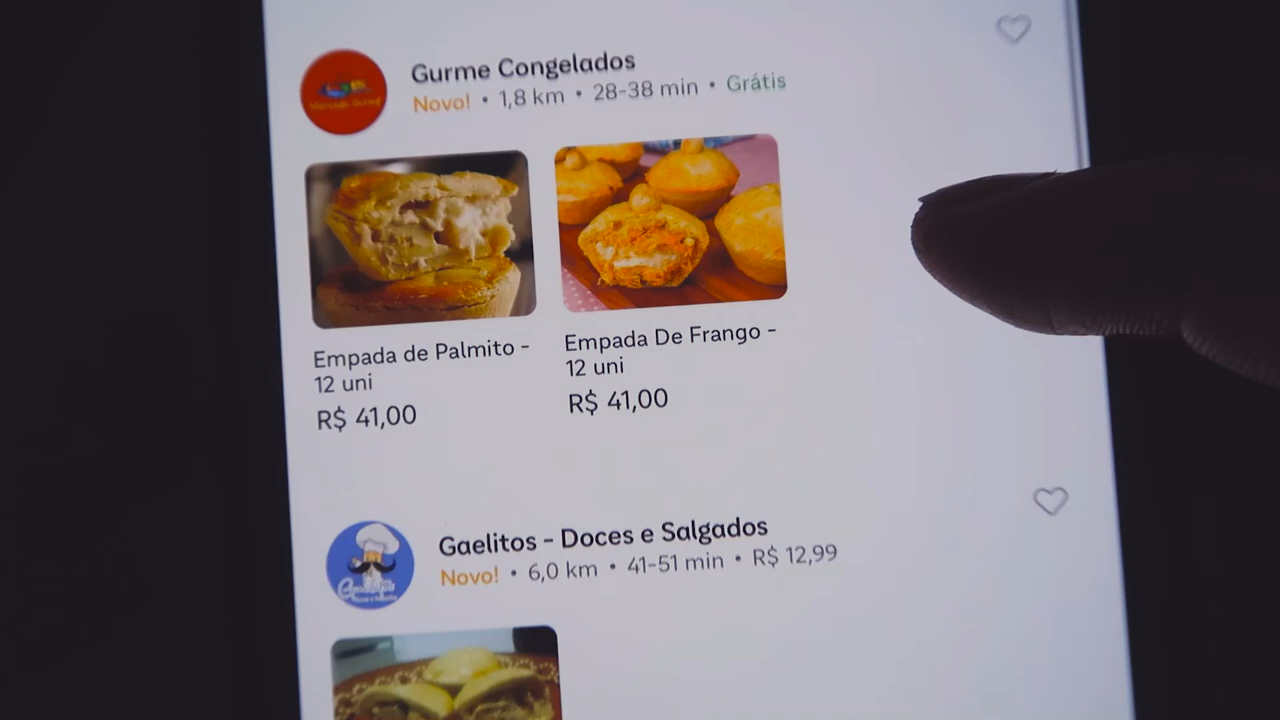 Gurme Congelados
Novo! • 1,8 km • 28-38 min • Grátis
Empada de Palmito -
12 uni
R$ 41,00
Empada De Frango -
12 uni
R$ 41,00
Gaelitos - Doces e Salgados
Novo! • 6,0 km • 41-51 min • R$ 12,99